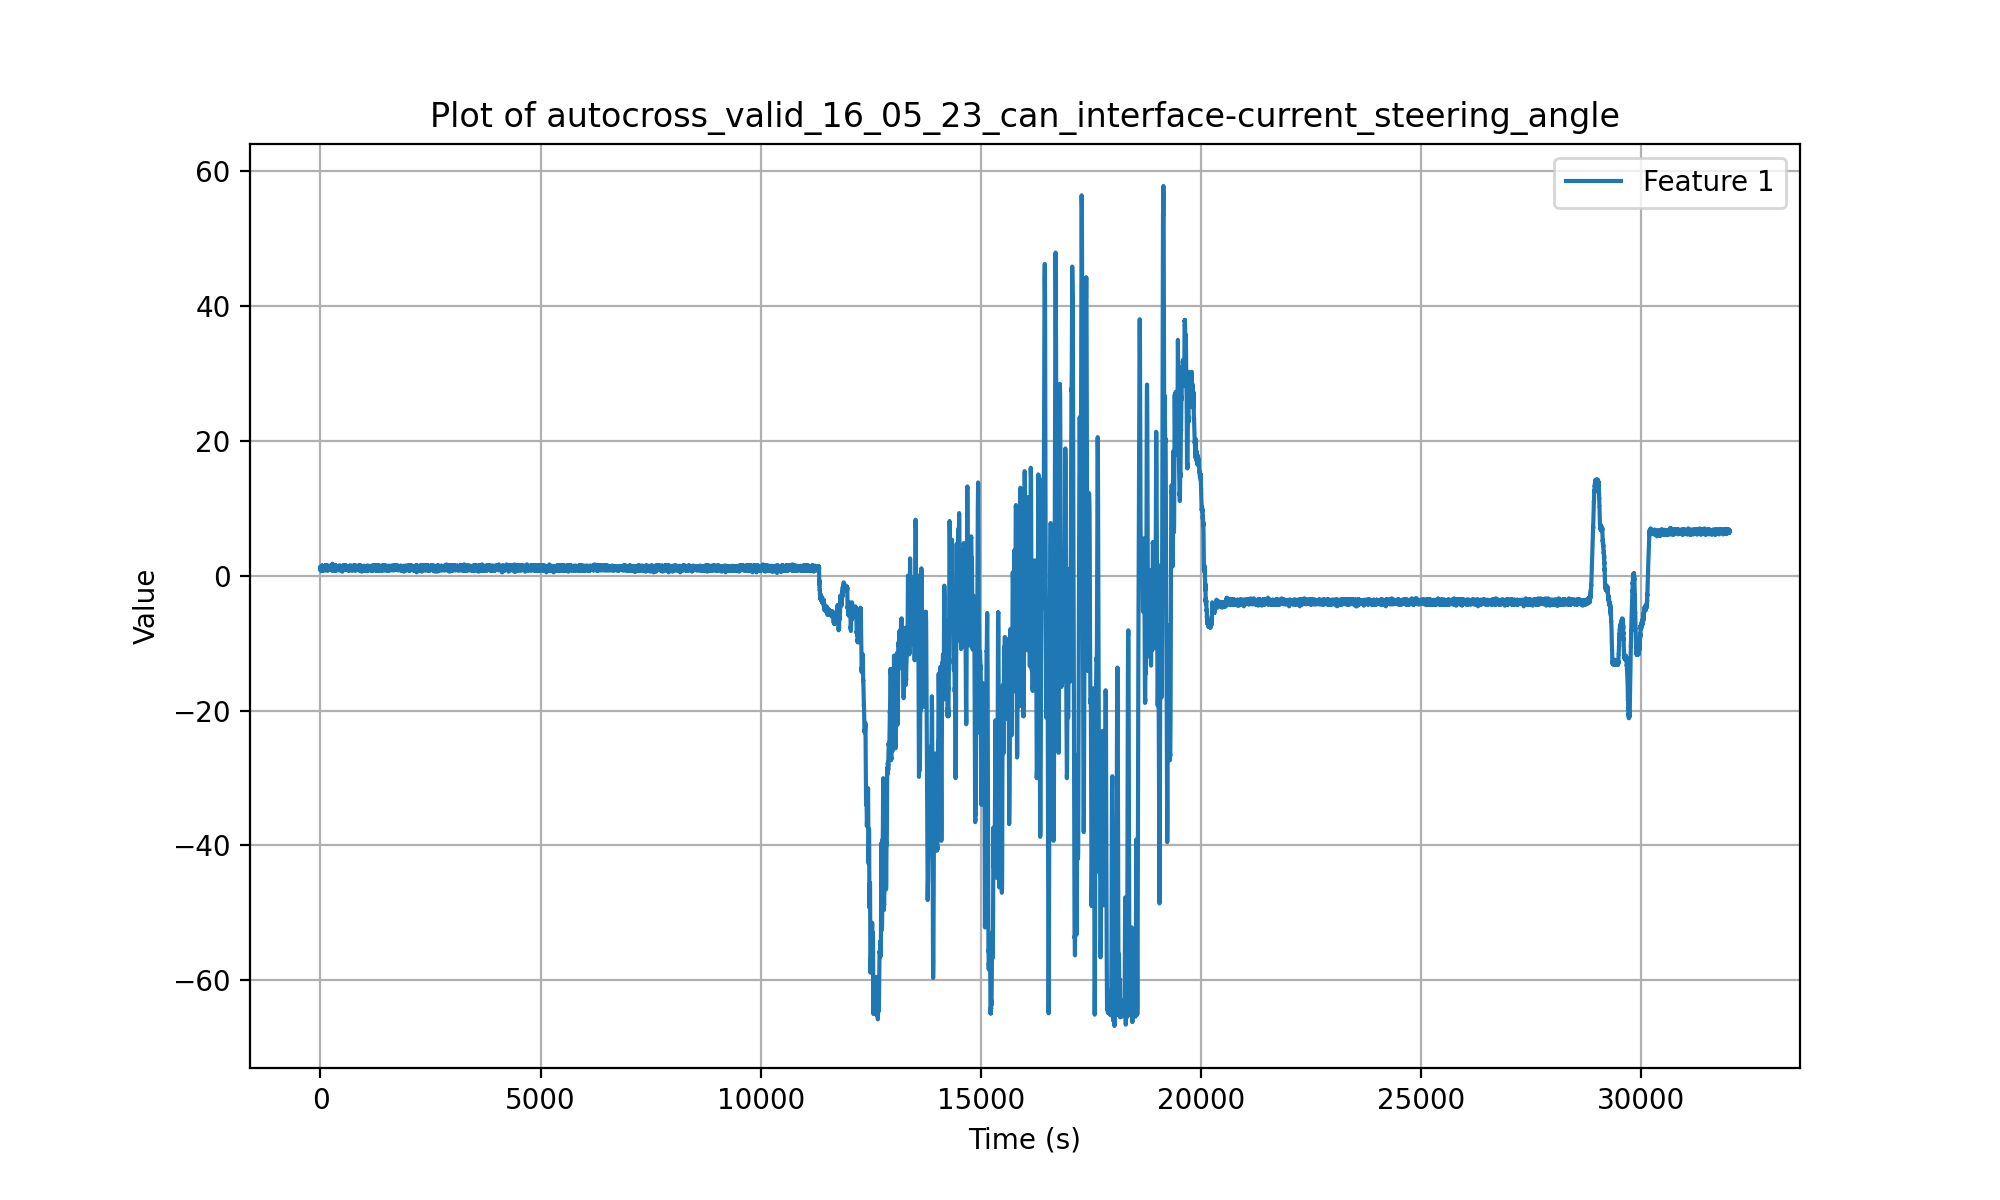 Plot of autocross_valid_16_05_23_can_interface-current_steering_angle
Feature 1
60
40
20
0
−20
−40
−60
Value
0 5000 10000 15000 20000 25000 30000
Time (s)